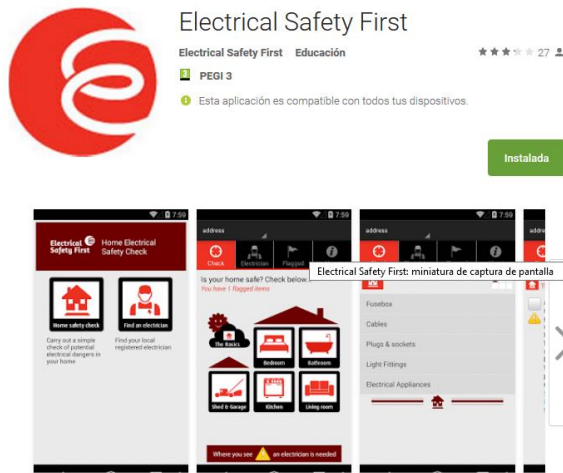 Electrical Safety First
Electrical Safety First Educación
27
3 PEGI 3
Esta aplicación es compatible con todos tus dispositivos.
Instalada
7:59
Electrical Safety First
Home Electrical Safety Check
Home safety check
Find an electrician
Carry out a simple check of potential electrical dangers in your home
Find your local registered electrician
7:59
address
Check
Electrician
Flagged
Is your home safe? Check below...
You have 1 flagged items
The Basics
Bedroom
Bathroom
Shed & Garage
Kitchen
Living room
Where you see
an electrician is needed
7:59
address
Electrical Safety First: miniatura de captura de pantalla
Fusebox
Cables
Plugs & sockets
Light Fittings
Electrical Appliances